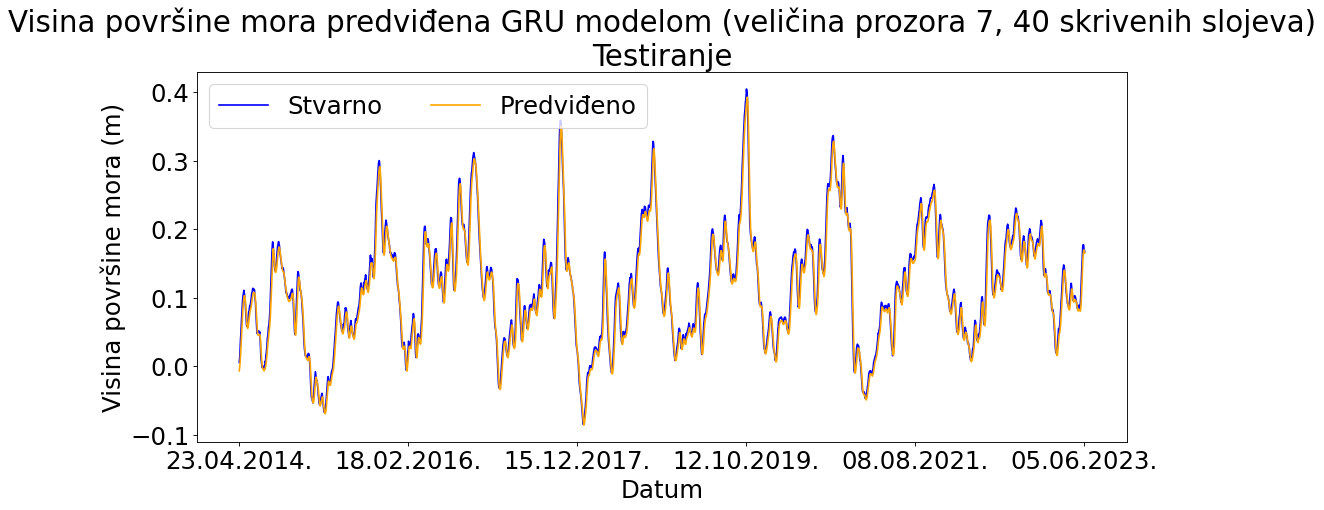 Visina površine mora predviđena GRU modelom (veličina prozora 7, 40 skrivenih slojeva)
Testiranje
Stvarno
Predviđeno
Visina površine mora (m)
0.4
0.3
0.2
0.1
0.0
−0.1
23.04.2014.
18.02.2016.
15.12.2017.
12.10.2019.
08.08.2021.
05.06.2023.
Datum